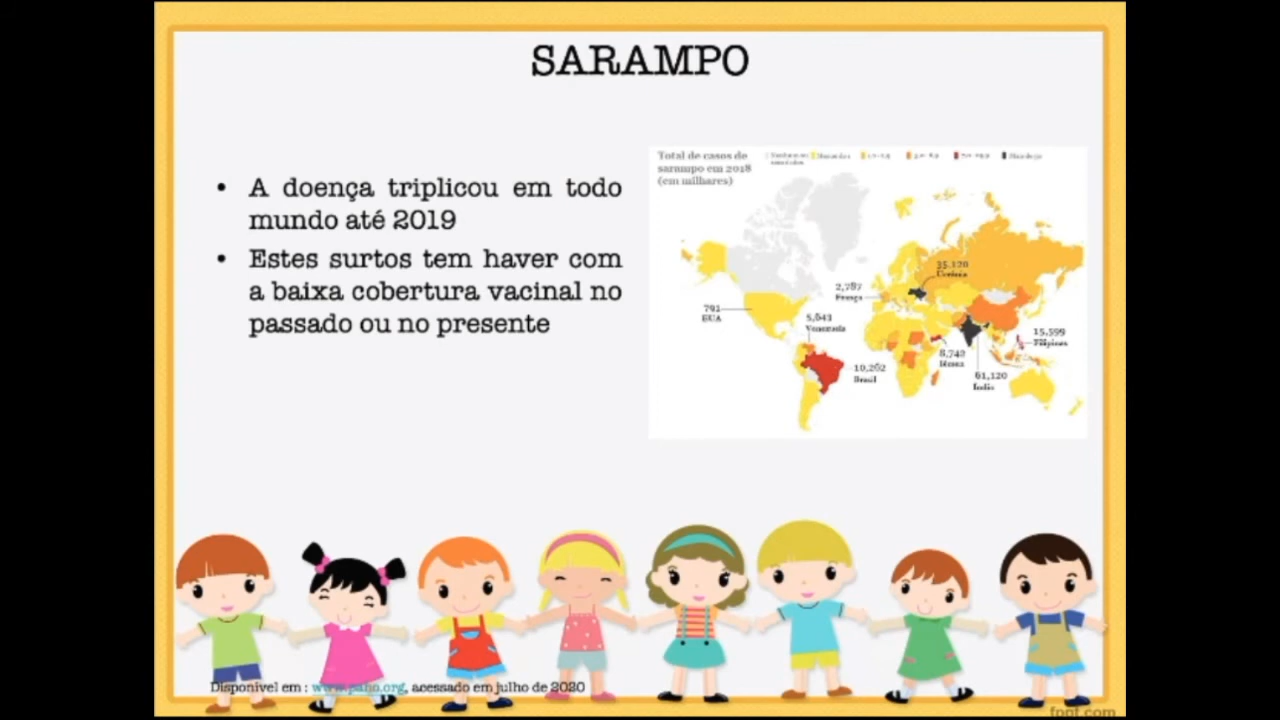 SARAMPO
• A doença triplicou em todo
mundo até 2019
• Estes surtos tem haver com
a baixa cobertura vacinal no
passado ou no presente
Total de casos de
sarampo em 2018
(em milhares)
35.120
Ucrânia
2,787
França
791
EUA
5,643
Venezuela
15,599
Filipinas
8,742
Iêmen
10,262
Brasil
61,120
Índia
Disponivel em : www.paho.org, acessado em julho de 2020